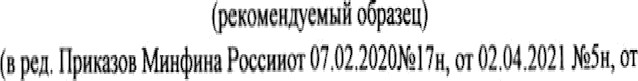 (рекомендуемый образец)
(в ред. Приказов Минфина Россииот 07.02.2020№17н, от 02.04.2021 №5н, от